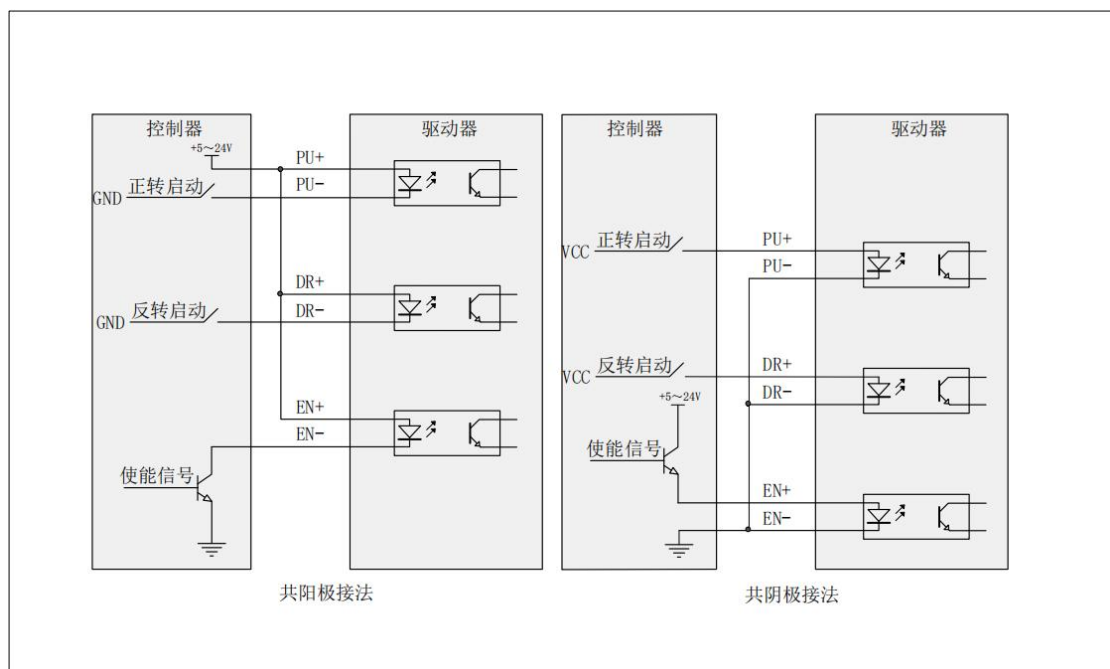 控制器
驱动器
+5～24V
PU+
正转启动
PU-
GND
DR+
反转启动
DR-
GND
EN+
EN-
使能信号
共阳极接法
控制器
驱动器
正转启动
PU+
VCC
PU-
反转启动
DR+
VCC
DR-
+5～24V
使能信号
EN+
EN-
共阴极接法